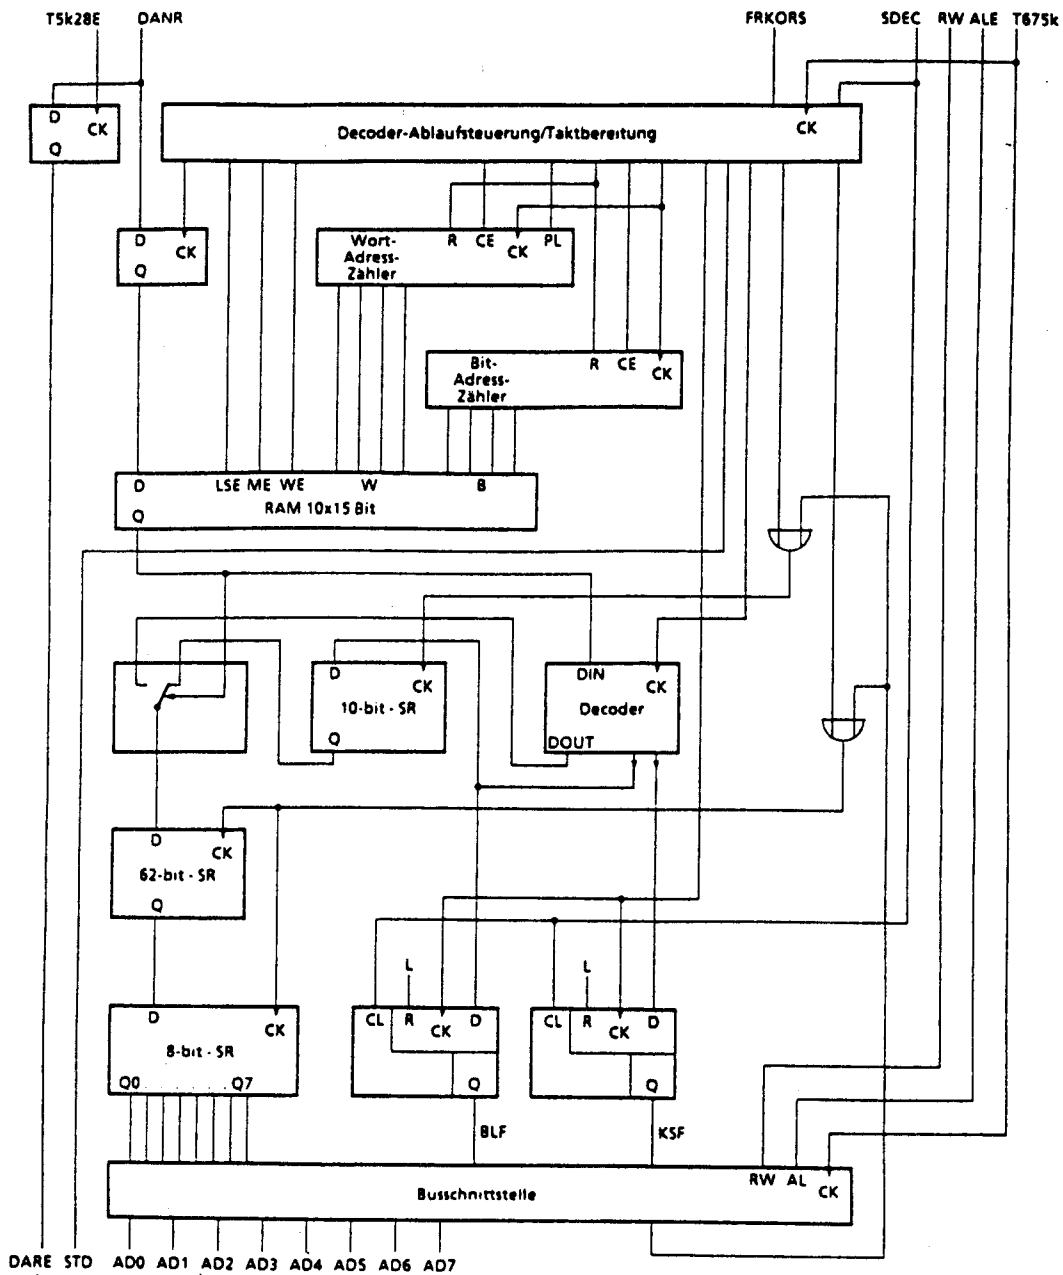 T5k28E DANR FRKORS SDEC RW ALE T675k
D CK
Q
Decoder-Ablaufsteuerung/Taktbereitung CK
D CK
Q
Wort-
Adress-
Zähler
R CE CK PL
Bit-
Adress-
Zähler
R CE CK
D LSE ME WE W B
RAM 10x15 Bit
Q
D CK
10-bit - SR
Q
DIN CK
Decoder
DOUT
D CK
62-bit - SR
Q
L L
D CK
8-bit - SR
Q0 Q7
CL R CK D
Q
CL R CK D
Q
BLF KSF
RW AL CK
Busschnittstelle
DARE STD AD0 AD1 AD2 AD3 AD4 AD5 AD6 AD7